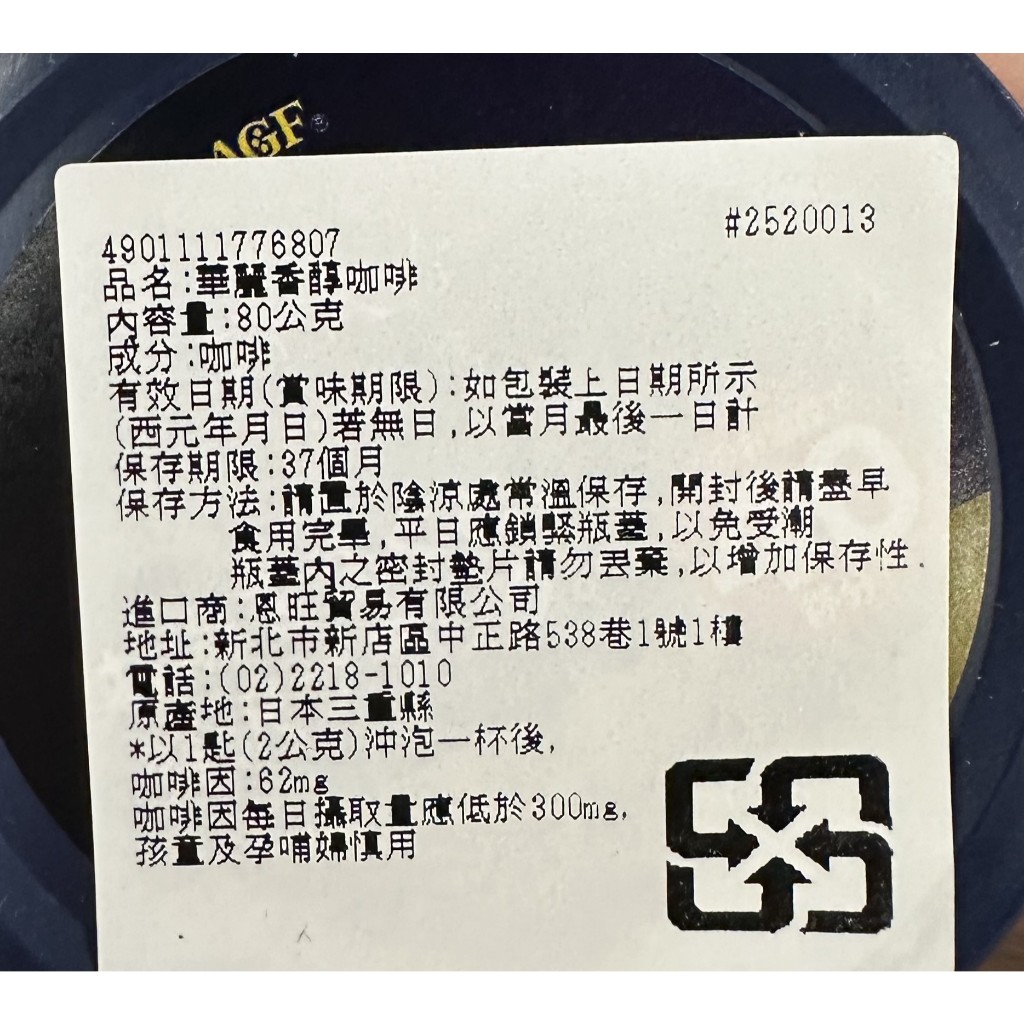 AGF®
#2520013
4901111776807
品名:華麗香醇咖啡
內容量:80公克
成分:咖啡
有效日期(賞味期限):如包裝上日期所示
(西元年月日)若無日,以當月最後一日計
保存期限:37個月
保存方法:請置於陰涼處常溫保存,開封後請盡早
食用完畢,平日應鎖緊瓶蓋,以免受潮
瓶蓋內之密封墊片請勿丟棄,以增加保存性.
進口商:恩旺貿易有限公司
地址:新北市新店區中正路538巷1號1樓
電話:(02)2218-1010
原產地:日本三重縣
*以1匙(2公克)沖泡一杯後,
咖啡因:62mg
咖啡因每日攝取量應低於300mg,
孩童及孕哺婦慎用